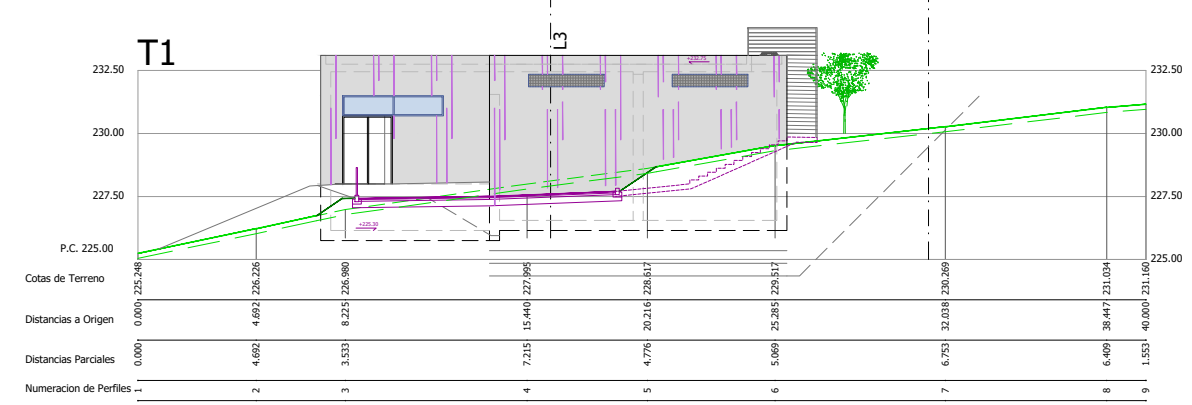 T1
L3
+232.75
232.50
232.50
230.00
230.00
227.50
227.50
+225.30
P.C. 225.00
225.00
Cotas de Terreno 225.248 226.226 226.980 227.995 228.617 229.517 230.269 231.034 231.160
Distancias a Origen 0.000 4.692 8.225 15.440 20.216 25.285 32.038 38.447 40.000
Distancias Parciales 0.000 4.692 3.533 7.215 4.776 5.069 6.753 6.409 1.553
Numeracion de Perfiles 1 2 3 4 5 6 7 8 9